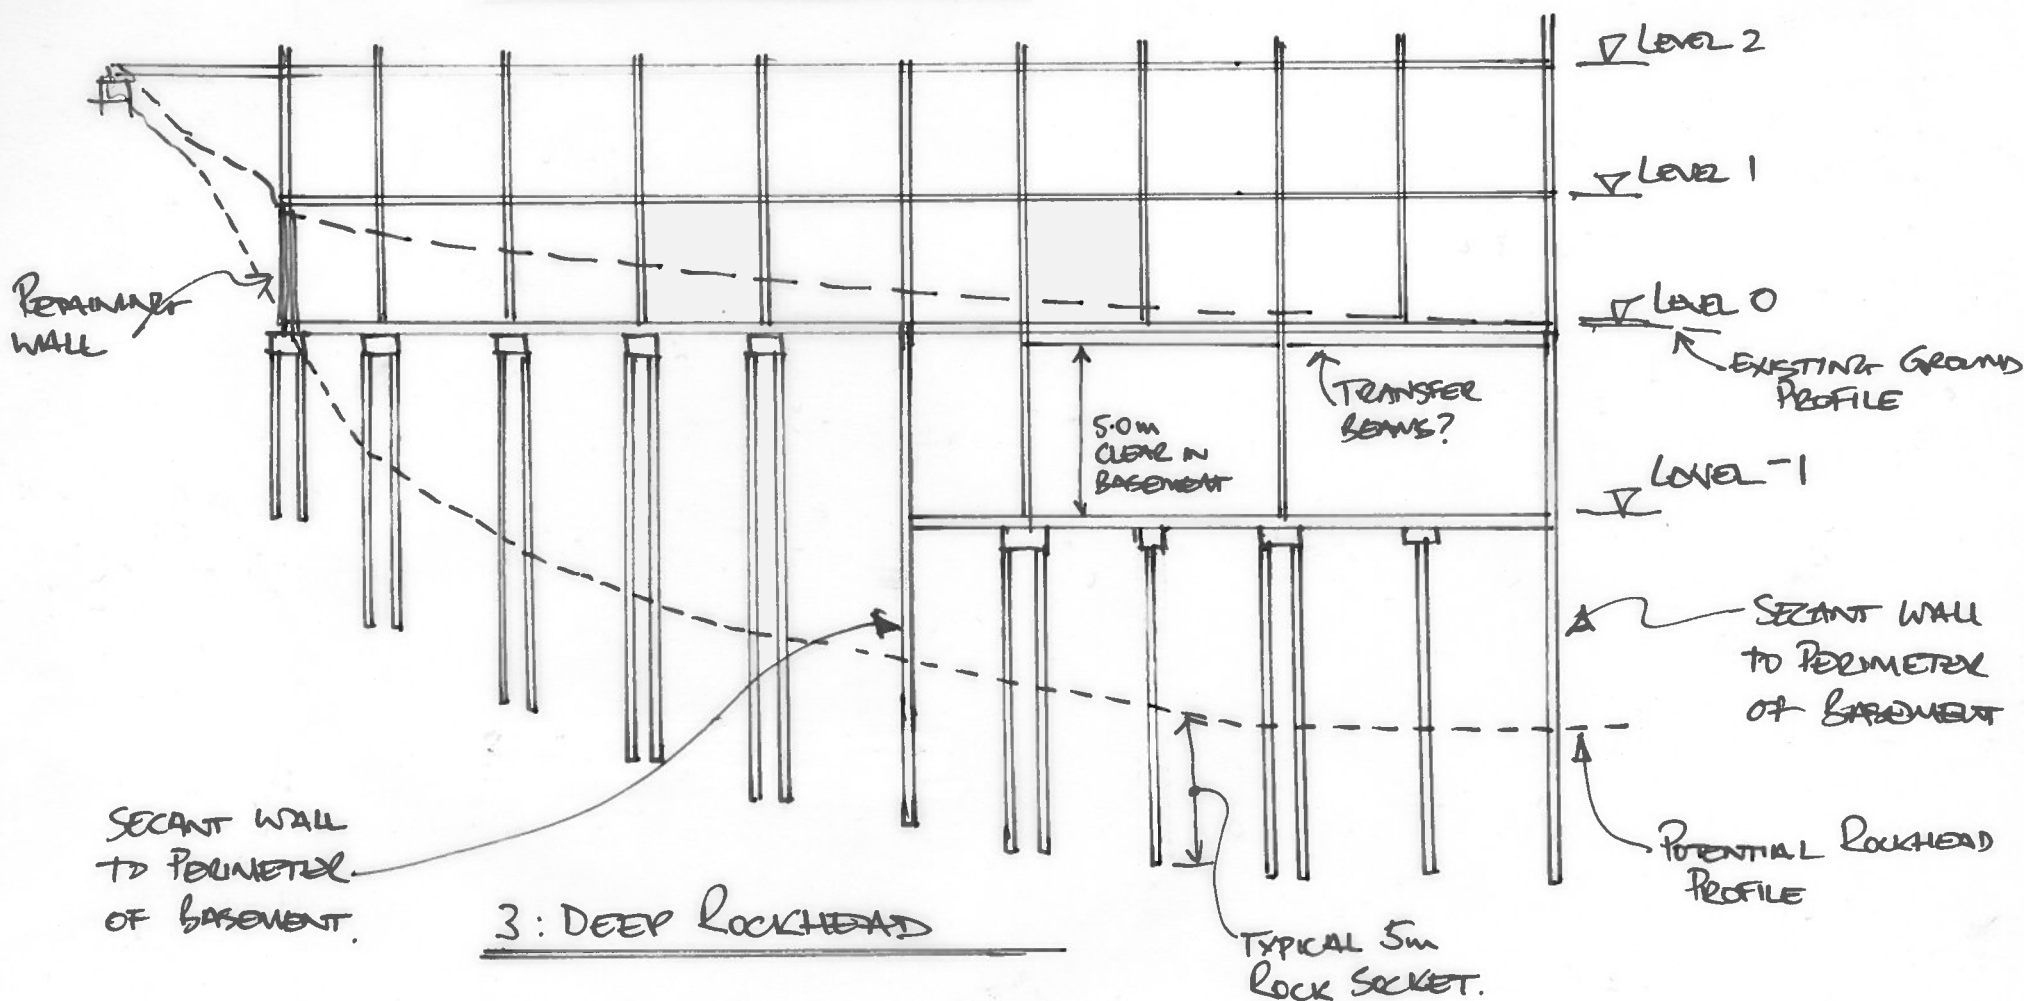 LEVEL 2
LEVEL 1
LEVEL 0
EXISTING GROUND
PROFILE
RETAINING
WALL
TRANSFER
BEAMS?
5.0m
CLEAR IN
BASEMENT
LEVEL -1
SECANT WALL
TO PERIMETER
OF BASEMENT
SECANT WALL
TO PERIMETER
OF BASEMENT.
POTENTIAL ROCKHEAD
PROFILE
3: DEEP ROCKHEAD
TYPICAL 5m
ROCK SOCKET.